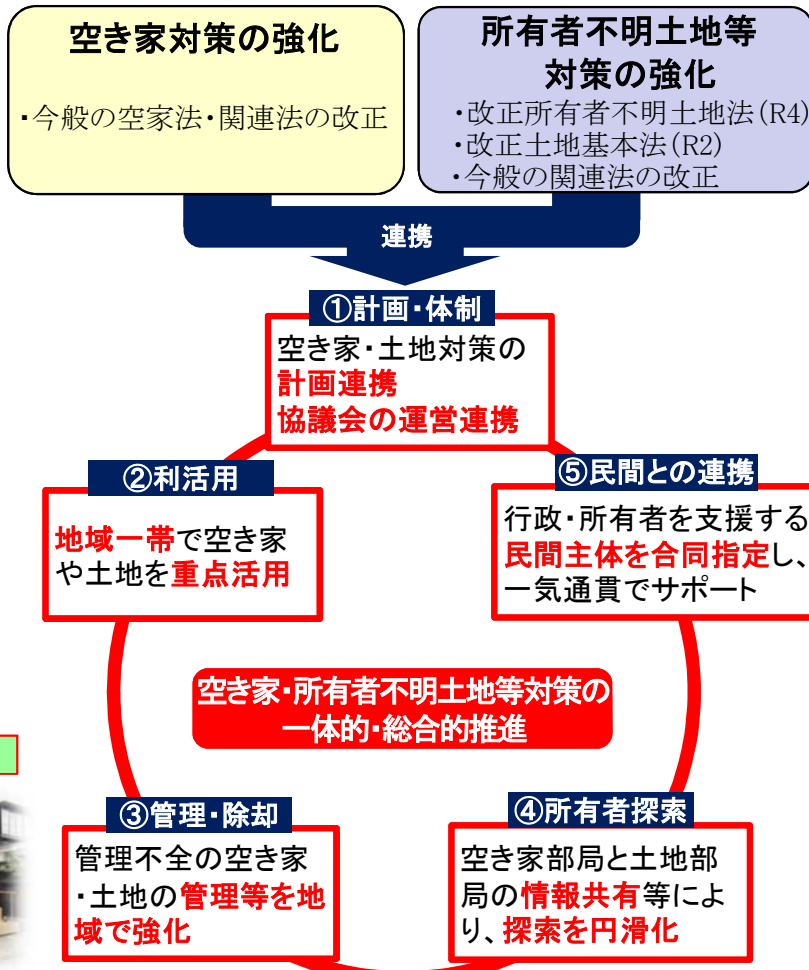 空き家対策の強化
・今般の空家法・関連法の改正
所有者不明土地等
対策の強化
・改正所有者不明土地法(R4)
・改正土地基本法(R2)
・今般の関連法の改正
連携
①計画・体制
空き家・土地対策の
計画連携
協議会の運営連携
②利活用
地域一帯で空き家
や土地を重点活用
⑤民間との連携
行政・所有者を支援する
民間主体を合同指定し、
一気通貫でサポート
空き家・所有者不明土地等対策の
一体的・総合的推進
③管理・除却
管理不全の空き家
・土地の管理等を地
域で強化
④所有者探索
空き家部局と土地部
局の情報共有等によ
り、探索を円滑化